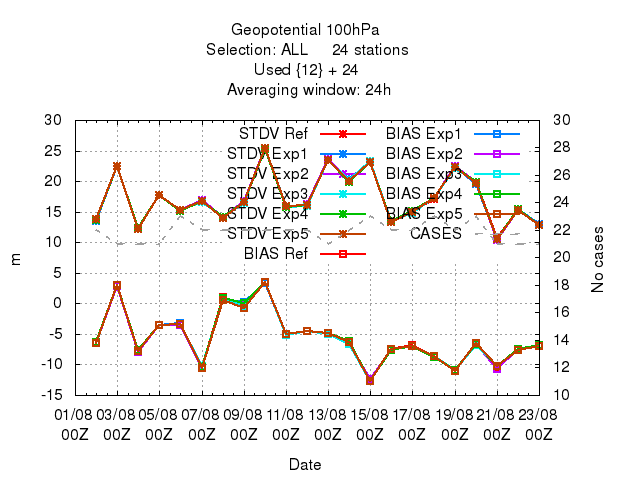 Geopotential 100hPa
Selection: ALL 24 stations
Used {12} + 24
Averaging window: 24h
STDV Ref
STDV Exp1
STDV Exp2
STDV Exp3
STDV Exp4
STDV Exp5
BIAS Ref
BIAS Exp1
BIAS Exp2
BIAS Exp3
BIAS Exp4
BIAS Exp5
CASES
30
25
20
15
10
5
0
-5
-10
-15
m
30
28
26
24
22
20
18
16
14
12
10
No cases
01/08 03/08 05/08 07/08 09/08 11/08 13/08 15/08 17/08 19/08 21/08 23/08
00Z 00Z 00Z 00Z 00Z 00Z 00Z 00Z 00Z 00Z 00Z 00Z
Date